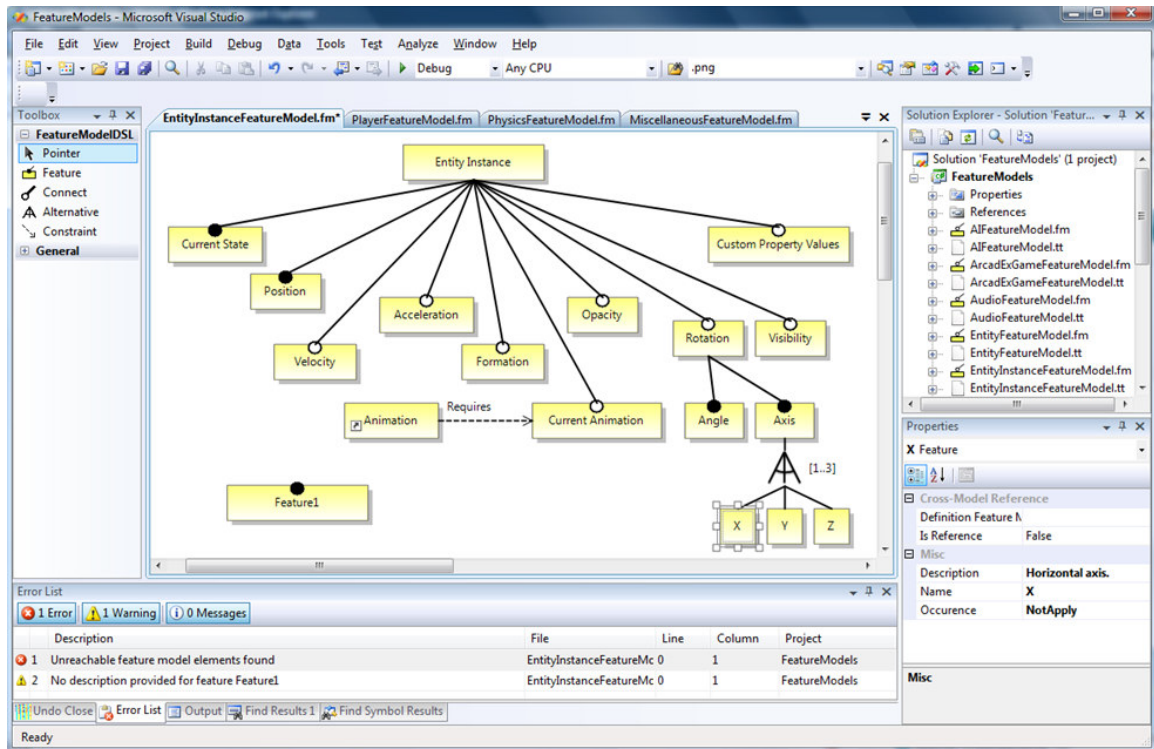 FeatureModels - Microsoft Visual Studio
File Edit View Project Build Debug Data Tools Test Analyze Window Help
Debug Any CPU .png
Toolbox
FeatureModelDSL
Pointer
Feature
Connect
Alternative
Constraint
General
EntityInstanceFeatureModel.fm* PlayerFeatureModel.fm PhysicsFeatureModel.fm MiscellaneousFeatureModel.fm
Entity Instance
Current State
Custom Property Values
Position
Acceleration
Opacity
Velocity
Formation
Rotation
Visibility
Animation
Requires
Current Animation
Angle
Axis
[1..3]
Feature1
X Y Z
Solution Explorer - Solution 'Featur...
Solution 'FeatureModels' (1 project)
FeatureModels
Properties
References
AIFeatureModel.fm
AIFeatureModel.tt
ArcadExGameFeatureModel.fm
ArcadExGameFeatureModel.tt
AudioFeatureModel.fm
AudioFeatureModel.tt
EntityFeatureModel.fm
EntityFeatureModel.tt
EntityInstanceFeatureModel.fm
EntityInstanceFeatureModel.tt
Properties
X Feature
Cross-Model Reference
Definition Feature N
Is Reference False
Misc
Description Horizontal axis.
Name X
Occurence NotApply
Misc
Error List
1 Error 1 Warning 0 Messages
Description File Line Column Project
1 Unreachable feature model elements found EntityInstanceFeatureMc 0 1 FeatureModels
2 No description provided for feature Feature1 EntityInstanceFeatureMc 0 1 FeatureModels
Undo Close Error List Output Find Results 1 Find Symbol Results
Ready